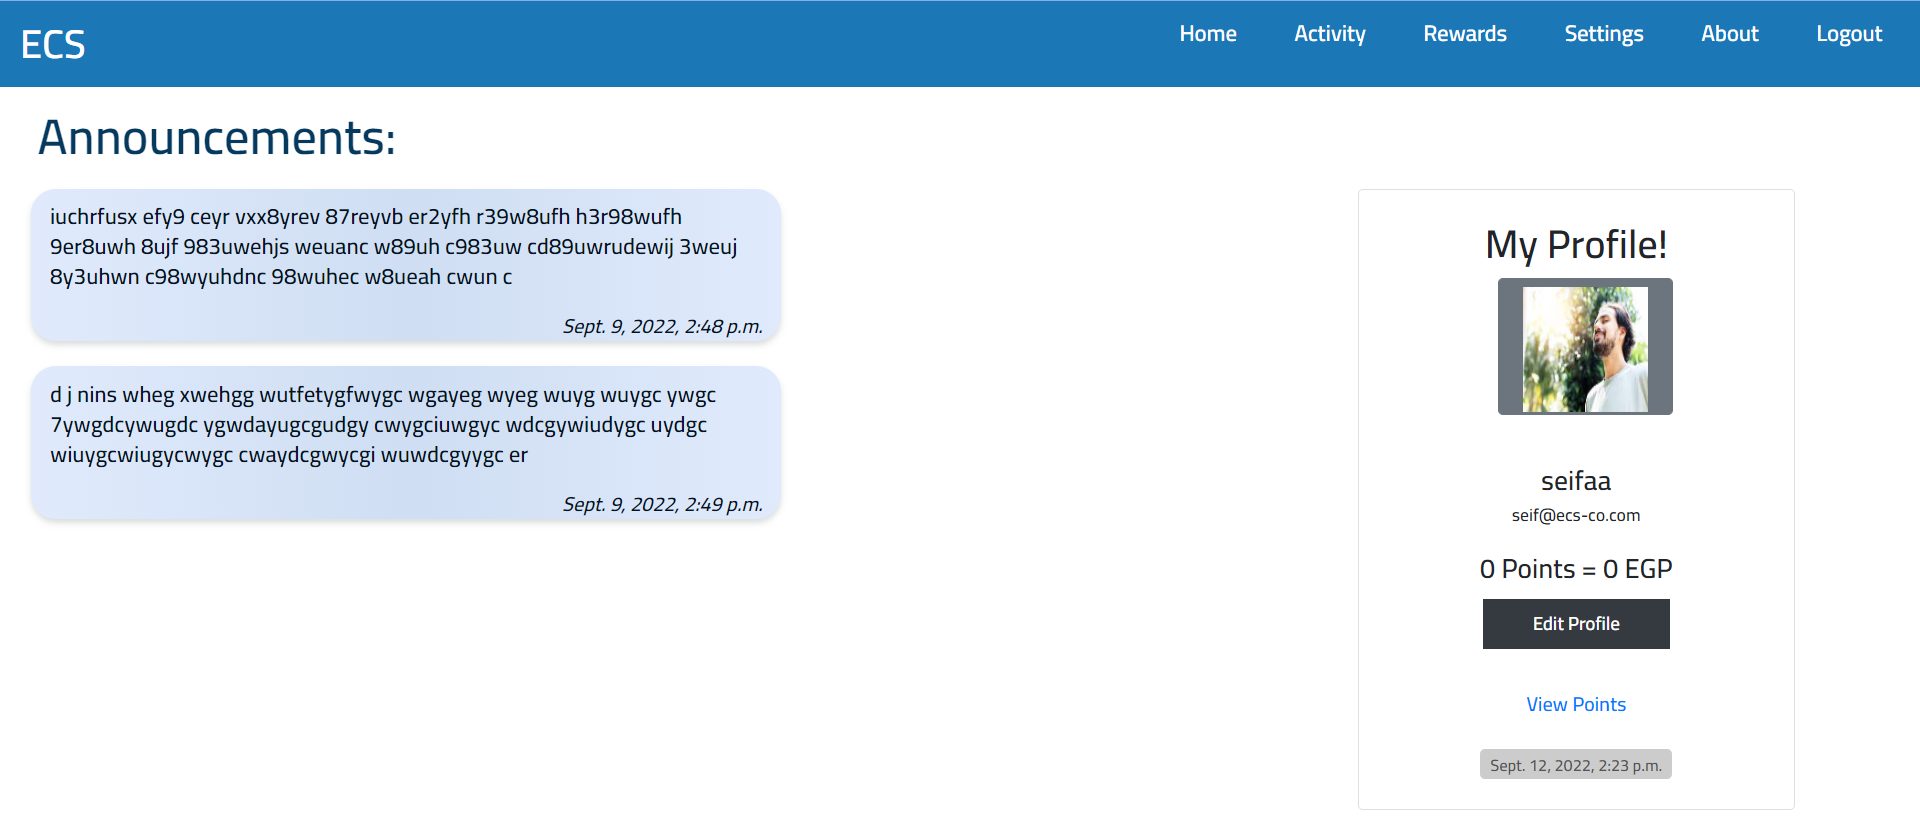 ECS
Home Activity Rewards Settings About Logout
Announcements:
iuchrfusx efy9 ceyr vxx8yrev 87reyvb er2yfh r39w8ufh h3r98wufh
9er8uwh 8ujf 983uwehjs weuanc w89uh c983uw cd89uwrudewij 3weuj
8y3uhwn c98wyuhdnc 98wuhec w8ueah cwun c
Sept. 9, 2022, 2:48 p.m.
d j nins wheg xwehgg wutfetygfwygc wgayeg wyeg wuyg wuygc ywgc
7ywgdcywugdc ygwdayugcgudgy cwygciuwgyc wdcgywiudygc uydgc
wiuygcwiugycwygc cwaydcgwycgi wuwdcgyygc er
Sept. 9, 2022, 2:49 p.m.
My Profile!
seifaa
seif@ecs-co.com
0 Points = 0 EGP
Edit Profile
View Points
Sept. 12, 2022, 2:23 p.m.